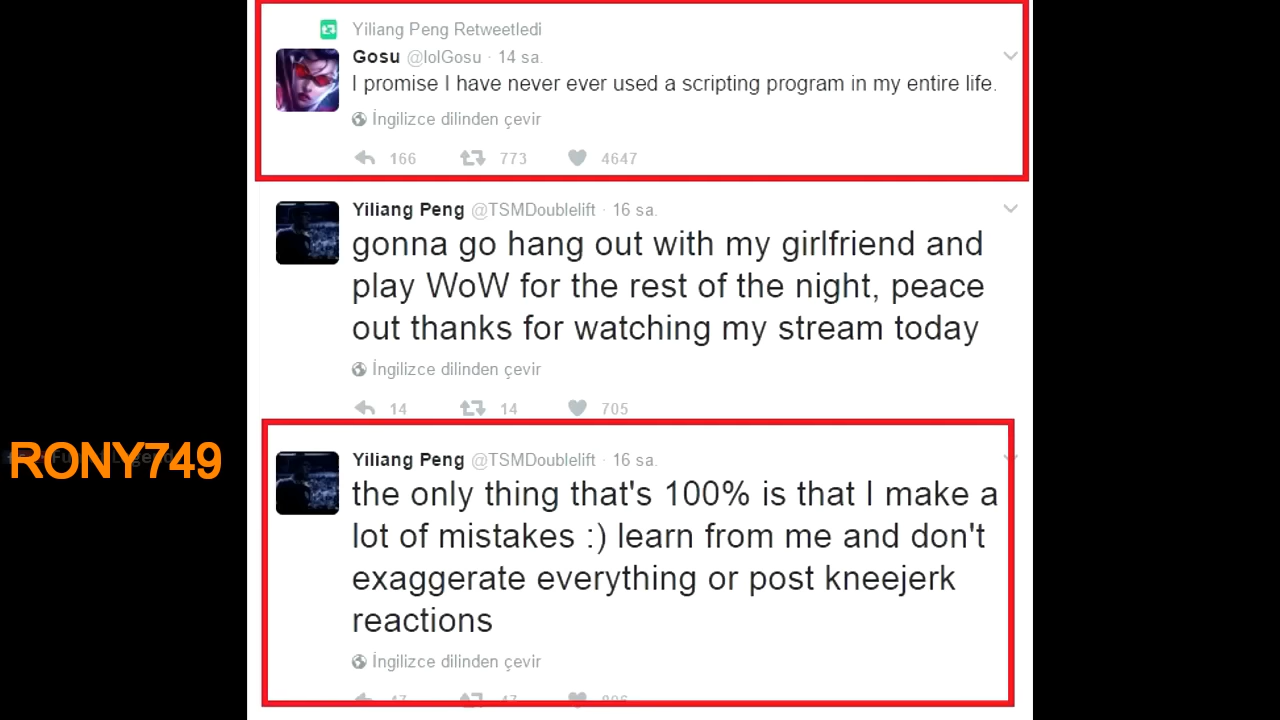 Yiliang Peng Retweetledi
Gosu @lolGosu · 14 sa.
I promise I have never ever used a scripting program in my entire life.
İngilizce dilinden çevir
166 773 4647
Yiliang Peng @TSMDoublelift · 16 sa.
gonna go hang out with my girlfriend and
play WoW for the rest of the night, peace
out thanks for watching my stream today
İngilizce dilinden çevir
14 14 705
RONY749
Yiliang Peng @TSMDoublelift · 16 sa.
the only thing that's 100% is that I make a
lot of mistakes :) learn from me and don't
exaggerate everything or post kneejerk
reactions
İngilizce dilinden çevir